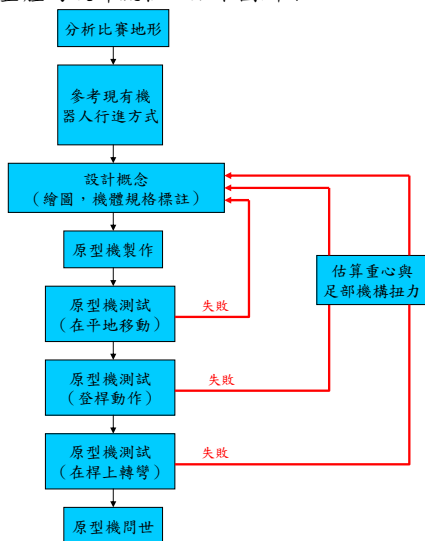 分析比賽地形
參考現有機
器人行進方式
設計概念
（繪圖，機體規格標註）
原型機製作
估算重心與
足部機構扭力
原型機測試
（在平地移動）
失敗
原型機測試
（登桿動作）
失敗
原型機測試
（在桿上轉彎）
失敗
原型機問世